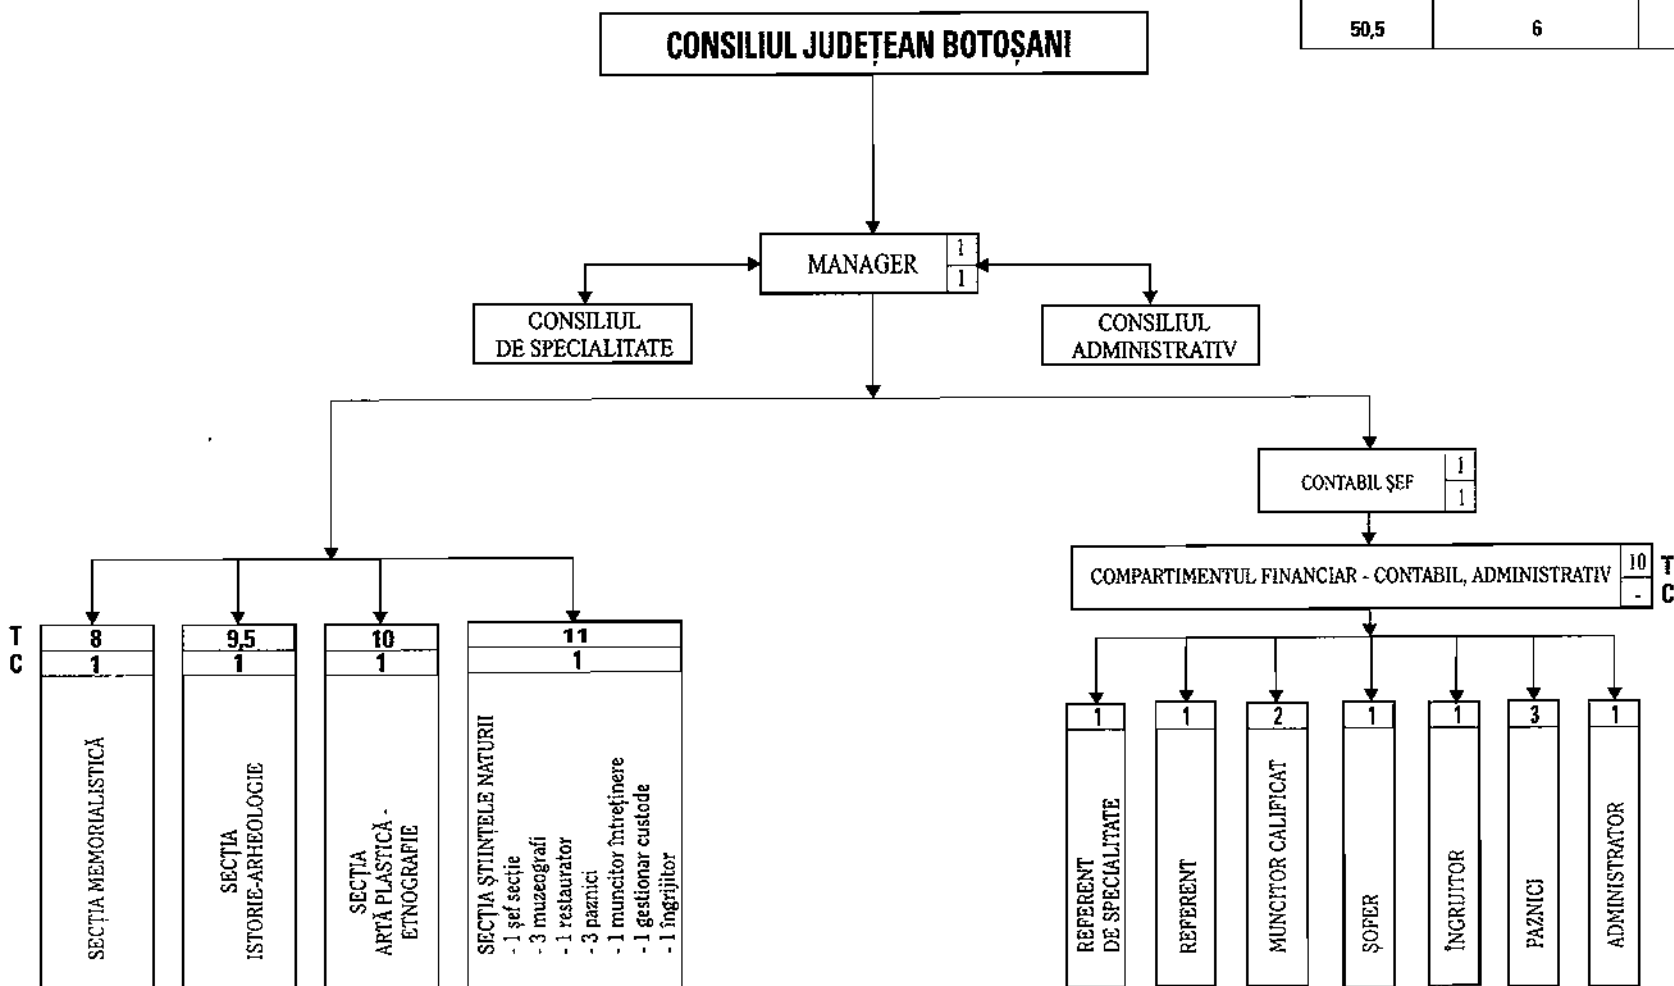 CONSILIUL JUDEȚEAN BOTOȘANI
50,5
6
MANAGER
1
1
CONSILIUL
DE SPECIALITATE
CONSILIUL
ADMINISTRATIV
CONTABIL ȘEF
1
1
COMPARTIMENTUL FINANCIAR - CONTABIL, ADMINISTRATIV
10
-
T
C
T
C
8
1
SECȚIA MEMORIALISTICĂ
9,5
1
SECȚIA
ISTORIE-ARHEOLOGIE
10
1
SECȚIA
ARTĂ PLASTICĂ -
ETNOGRAFIE
11
1
SECȚIA ȘTIINȚELE NATURII
- 1 șef secție
- 3 muzeografi
- 1 restaurator
- 3 paznici
- 1 muncitor întreținere
- 1 gestionar custode
- 1 îngrijitor
1
REFERENT
DE SPECIALITATE
1
REFERENT
2
MUNCITOR CALIFICAT
1
ȘOFER
1
ÎNGRIJITOR
3
PAZNICI
1
ADMINISTRATOR